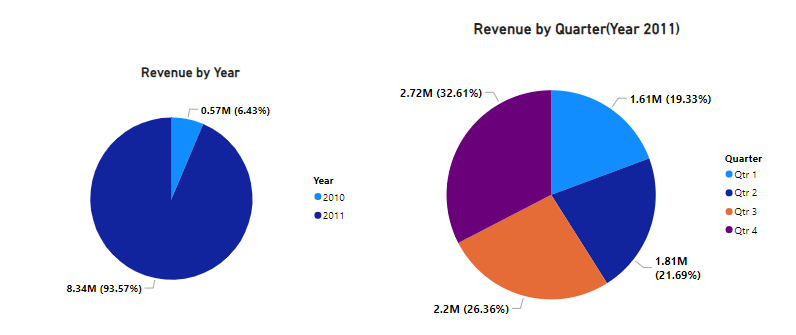 Revenue by Year
0.57M (6.43%)
8.34M (93.57%)
Year
2010
2011
Revenue by Quarter(Year 2011)
2.72M (32.61%)
1.61M (19.33%)
1.81M
(21.69%)
2.2M (26.36%)
Quarter
Qtr 1
Qtr 2
Qtr 3
Qtr 4